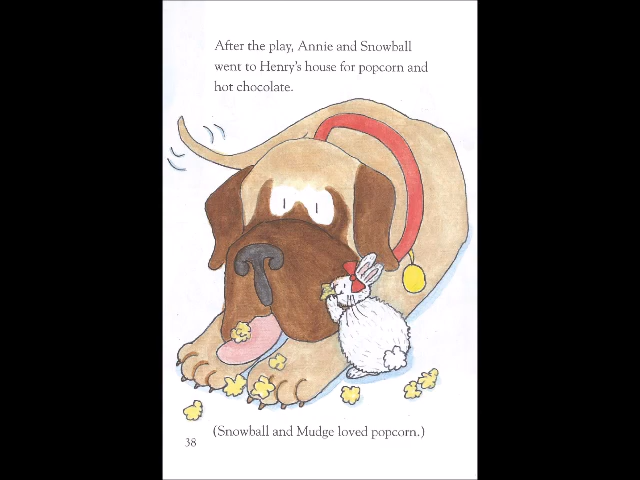 After the play, Annie and Snowball
went to Henry's house for popcorn and
hot chocolate.
(Snowball and Mudge loved popcorn.)
38